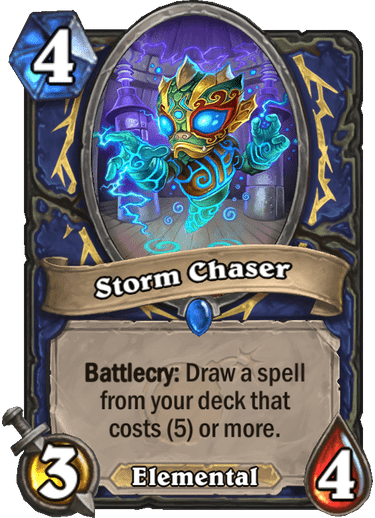 4
Storm Chaser
Battlecry: Draw a spell
from your deck that
costs (5) or more.
3
Elemental
4